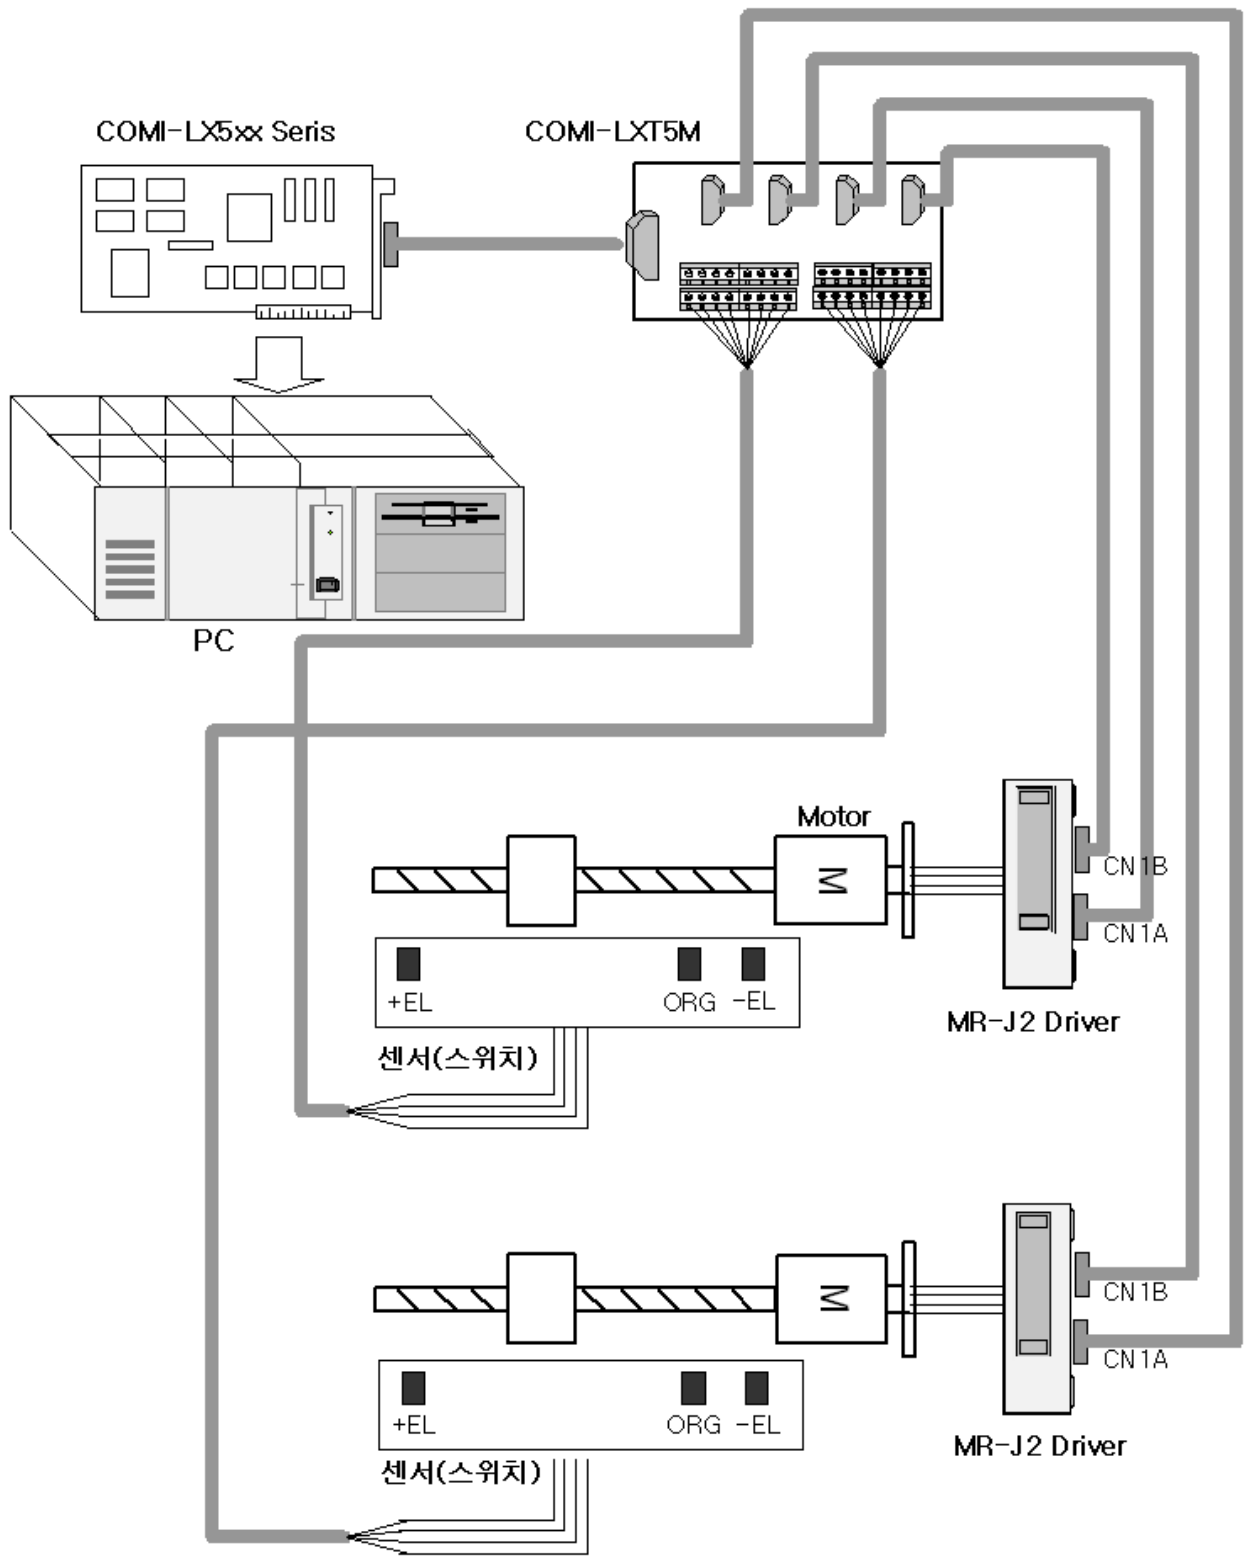 COMI-LX5xx Seris
COMI-LXT5M
PC
Motor
M
CN1B
CN1A
+EL
ORG
-EL
MR-J2 Driver
센서(스위치)
M
CN1B
CN1A
+EL
ORG
-EL
MR-J2 Driver
센서(스위치)